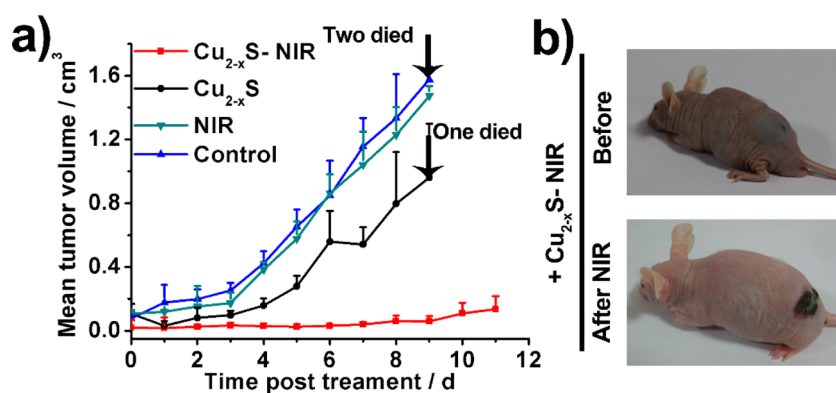 a)
Mean tumor volume / cm³
1.6
1.2
0.8
0.4
0.0
Cu₂₋ₓS- NIR
Cu₂₋ₓS
NIR
Control
Two died
One died
0 2 4 6 8 10 12
Time post treament / d
b)
+ Cu₂₋ₓS- NIR
Before
After NIR